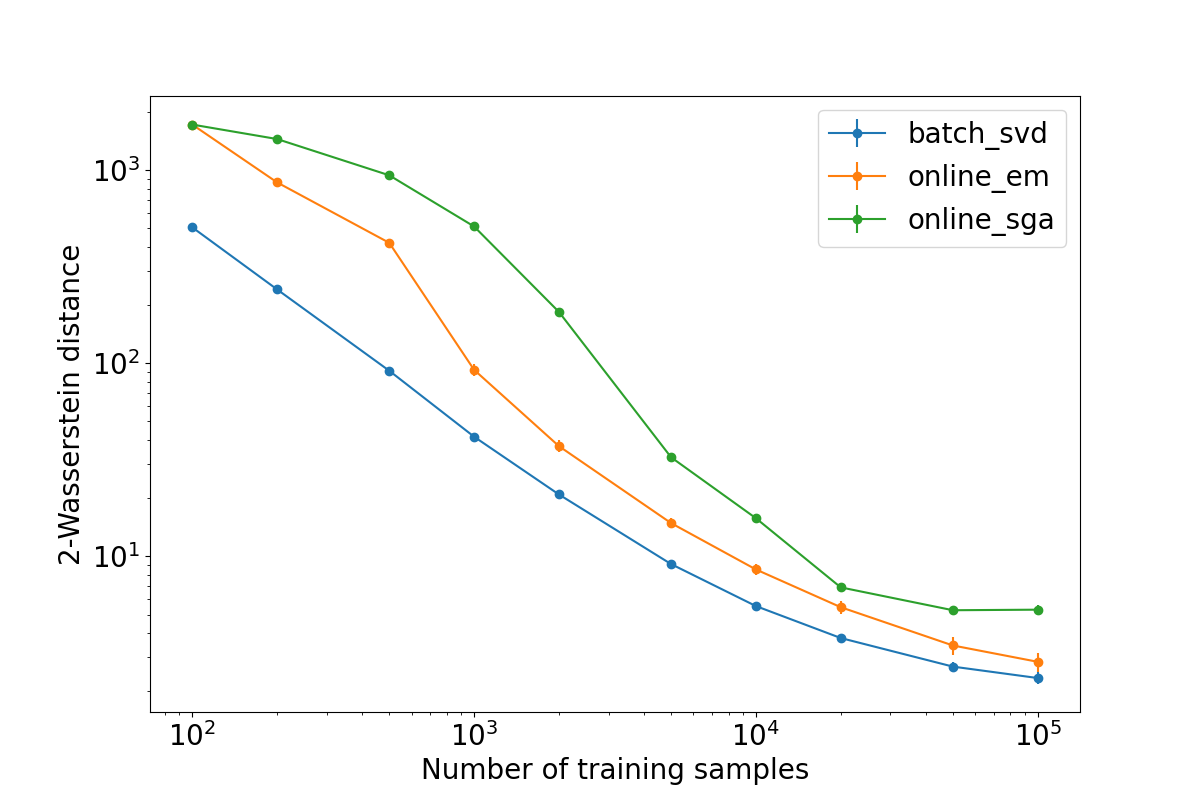 batch_svd
online_em
online_sga
2-Wasserstein distance
10³
10²
10¹
10² 10³ 10⁴ 10⁵
Number of training samples